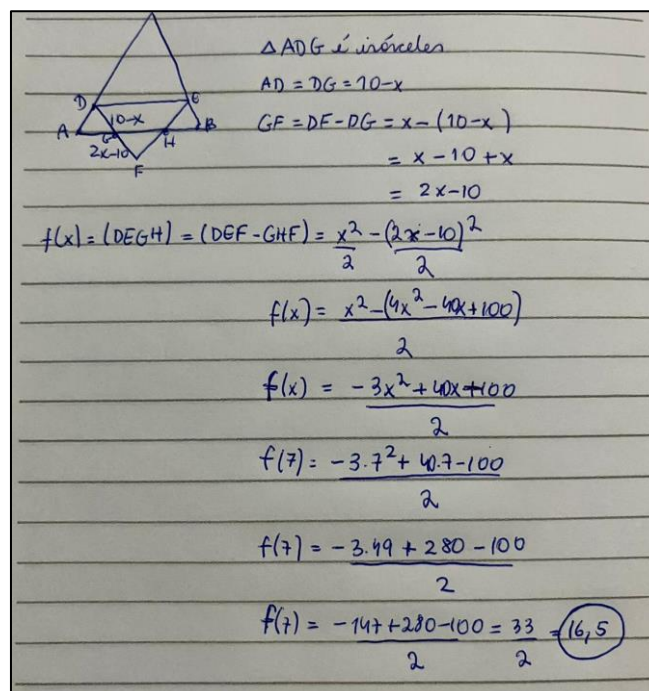 △ADG é isósceles
AD = DG = 10-x
GF = DF - DG = x - (10-x)
= x - 10 + x
= 2x - 10
D
E
10-x
A
G
H
B
2x-10
F
f(x) = (DEGH) = (DEF - GHF) = x²/2 - (2x-10)²/2
f(x) = x² - (4x² - 40x + 100)/2
f(x) = -3x² + 40x - 100/2
f(7) = -3.7² + 40.7 - 100/2
f(7) = -3.49 + 280 - 100/2
f(7) = -147 + 280 - 100/2 = 33/2 = 16,5